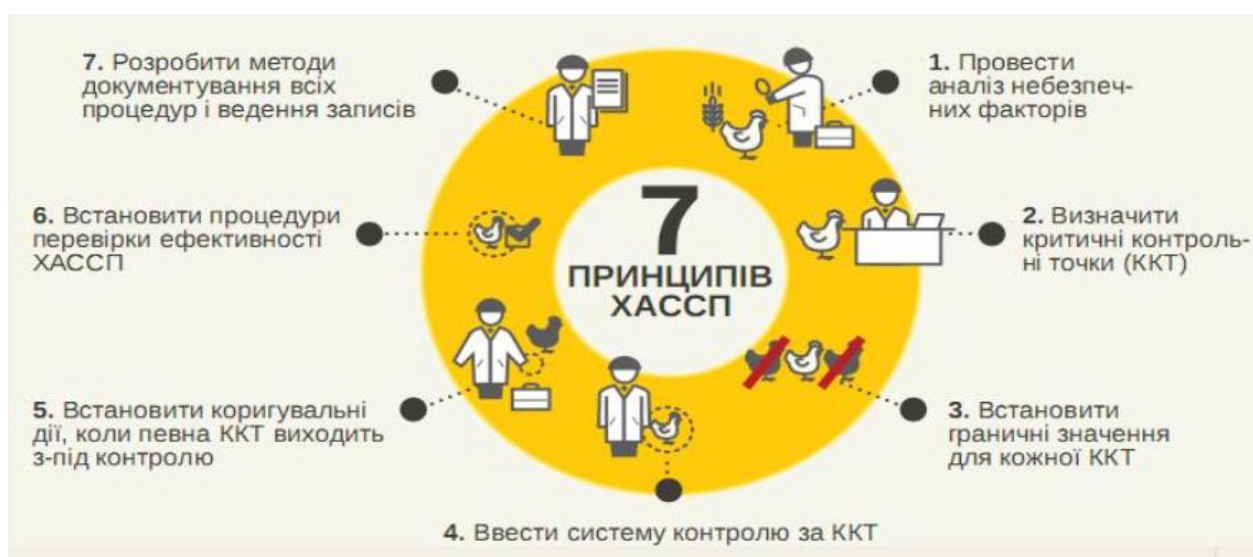 7
ПРИНЦИПІВ
ХАССП
1. Провести
аналіз небезпеч-
них факторів
2. Визначити
критичні контроль-
ні точки (ККТ)
3. Встановити
граничні значення
для кожної ККТ
4. Ввести систему контролю за ККТ
5. Встановити коригувальні
дії, коли певна ККТ виходить
з-під контролю
6. Встановити процедури
перевірки ефективності
ХАССП
7. Розробити методи
документування всіх
процедур і ведення записів